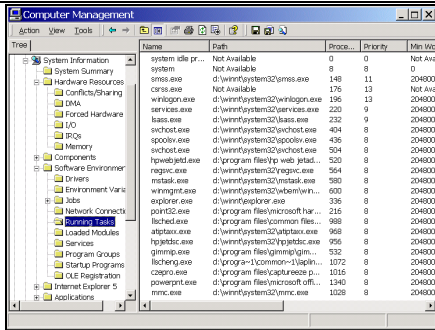 Computer Management
Action View Tools
Tree
System Information
System Summary
Hardware Resources
Conflicts/Sharing
DMA
Forced Hardware
I/O
IRQs
Memory
Components
Software Environmer
Drivers
Environment Varia
Jobs
Network Connecti
Running Tasks
Loaded Modules
Services
Program Groups
Startup Programs
OLE Registration
Internet Explorer 5
Applications
Name Path Proce... Priority Min Wo
system idle pr... Not Available 0 0 Not Ava
system Not Available 8 8 0
smss.exe d:\winnt\system32\smss.exe 148 11 204800
csrss.exe Not Available 176 13 Not Ava
winlogon.exe d:\winnt\system32\winlogon.exe 196 13 204800
services.exe d:\winnt\system32\services.exe 220 9 204800
lsass.exe d:\winnt\system32\lsass.exe 232 9 204800
svchost.exe d:\winnt\system32\svchost.exe 404 8 204800
spoolsv.exe d:\winnt\system32\spoolsv.exe 436 8 204800
svchost.exe d:\winnt\system32\svchost.exe 504 8 204800
hpwebjetd.exe d:\program files\hp web jetad... 520 8 204800
regsvc.exe d:\winnt\system32\regsvc.exe 564 8 204800
mstask.exe d:\winnt\system32\mstask.exe 580 8 204800
winmgmt.exe d:\winnt\system32\wbem\win... 600 8 204800
explorer.exe d:\winnt\explorer.exe 336 8 204800
point32.exe d:\program files\microsoft har... 216 8 204800
llsched.exe d:\program files\common files... 988 8 204800
atiptaxx.exe d:\winnt\system32\atiptaxx.exe 968 8 204800
hpjetdsc.exe d:\winnt\system32\hpjetdsc.exe 956 8 204800
gimmip.exe d:\program files\gimmip\gim... 532 8 204800
llscheng.exe d:\progra~1\common~1\laplin... 1072 8 204800
czepro.exe d:\program files\captureeze p... 1016 8 204800
powerpnt.exe d:\program files\microsoft offi... 1340 8 204800
mmc.exe d:\winnt\system32\mmc.exe 1028 8 204800